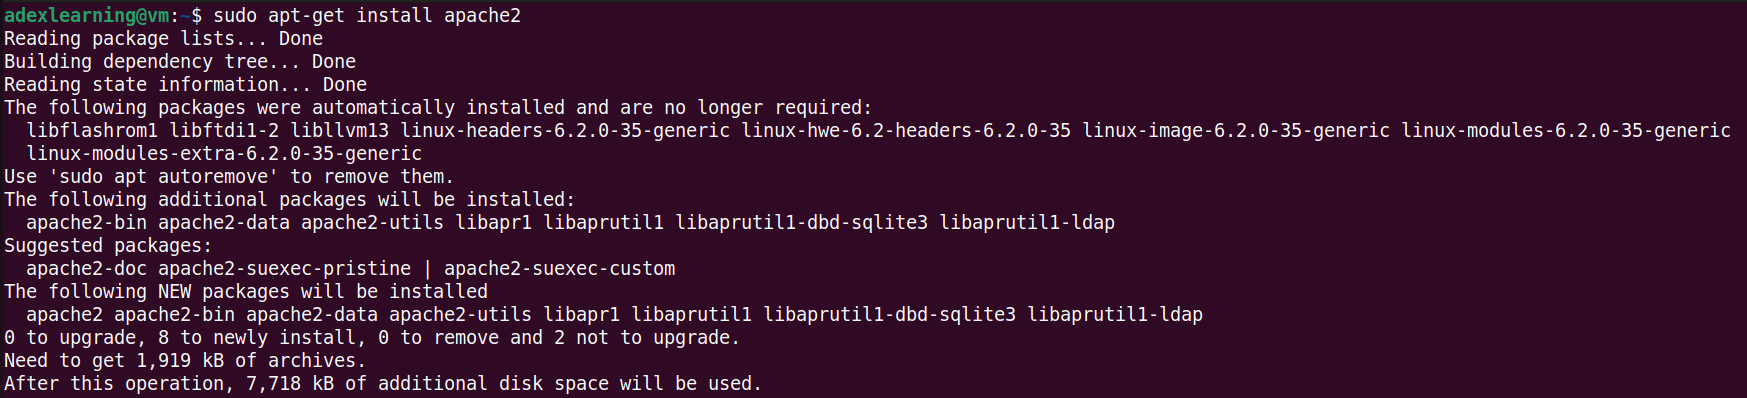 adexlearning@vm:~$ sudo apt-get install apache2
Reading package lists... Done
Building dependency tree... Done
Reading state information... Done
The following packages were automatically installed and are no longer required:
  libflashrom1 libftdi1-2 libllvm13 linux-headers-6.2.0-35-generic linux-hwe-6.2-headers-6.2.0-35 linux-image-6.2.0-35-generic linux-modules-6.2.0-35-generic
  linux-modules-extra-6.2.0-35-generic
Use 'sudo apt autoremove' to remove them.
The following additional packages will be installed:
  apache2-bin apache2-data apache2-utils libapr1 libaprutil1 libaprutil1-dbd-sqlite3 libaprutil1-ldap
Suggested packages:
  apache2-doc apache2-suexec-pristine | apache2-suexec-custom
The following NEW packages will be installed
  apache2 apache2-bin apache2-data apache2-utils libapr1 libaprutil1 libaprutil1-dbd-sqlite3 libaprutil1-ldap
0 to upgrade, 8 to newly install, 0 to remove and 2 not to upgrade.
Need to get 1,919 kB of archives.
After this operation, 7,718 kB of additional disk space will be used.